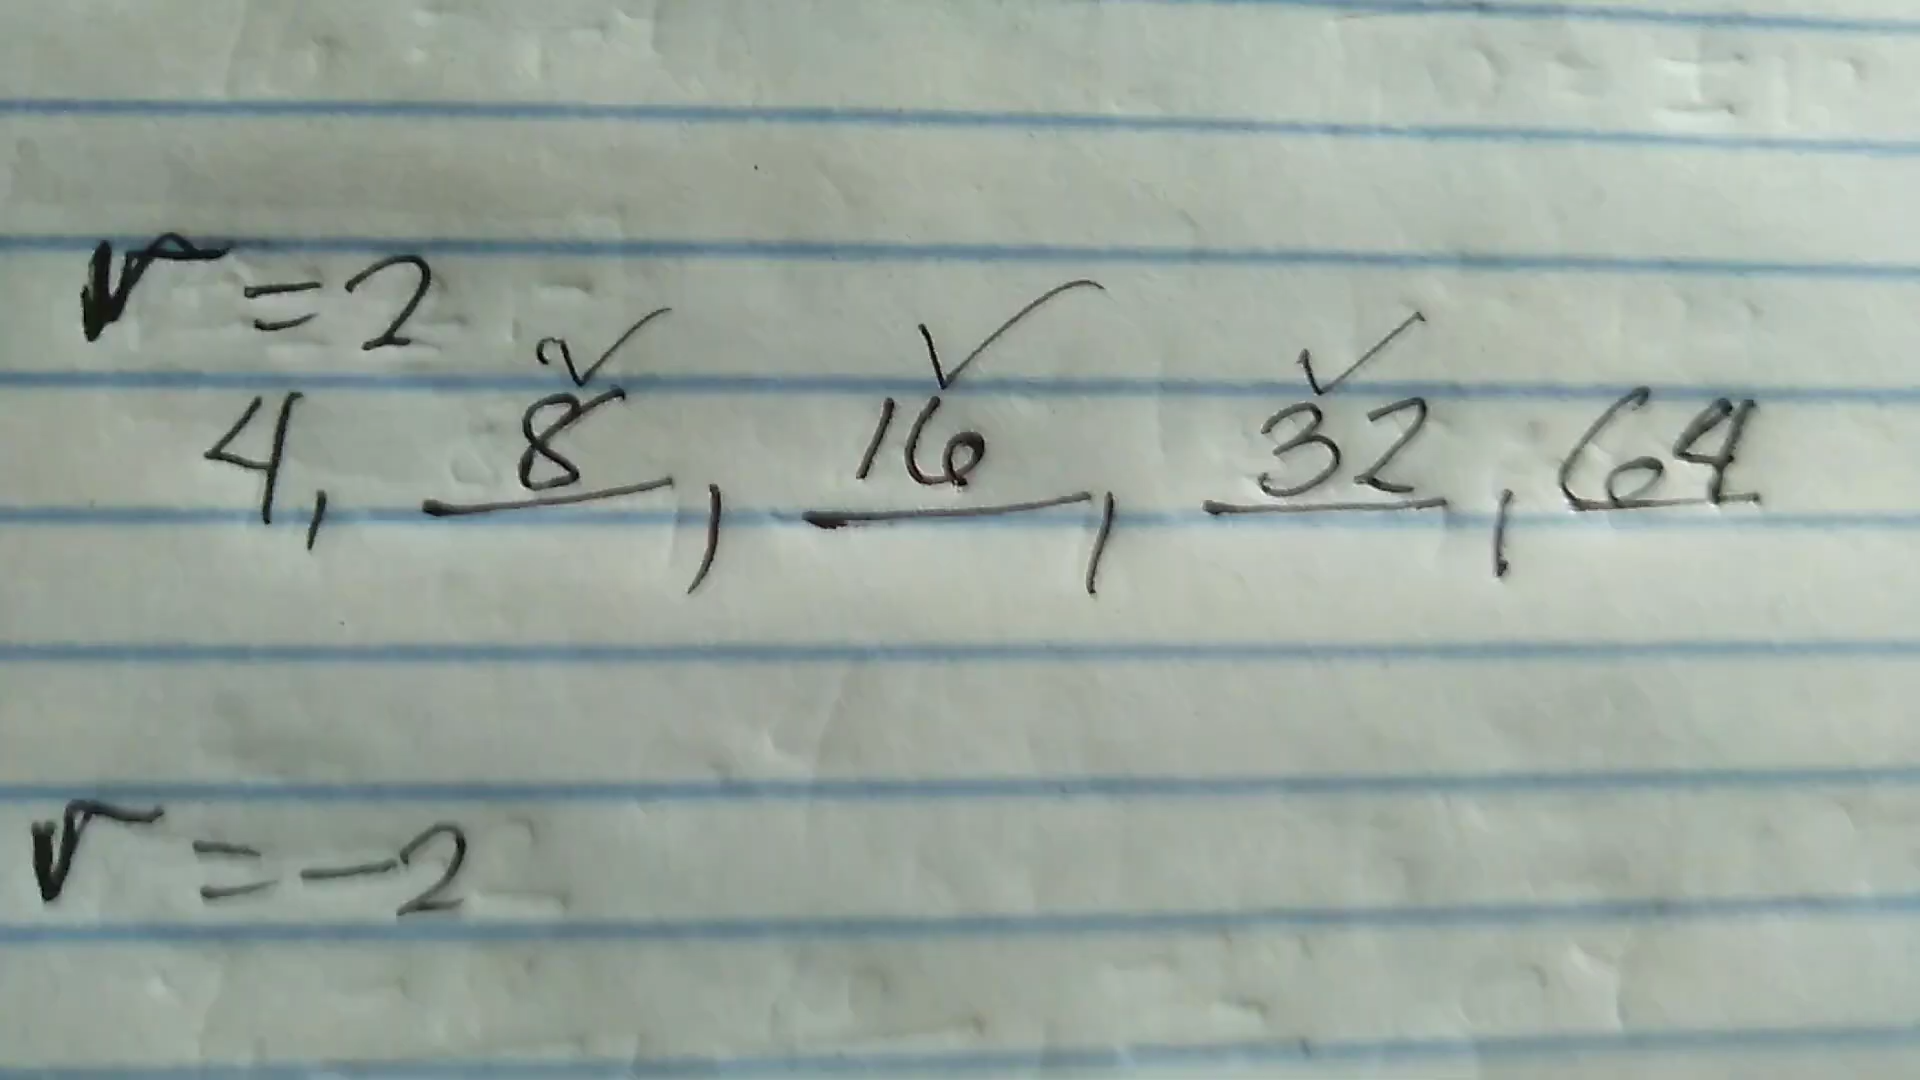 r = 2
4, 8, 16, 32, 64
r = -2